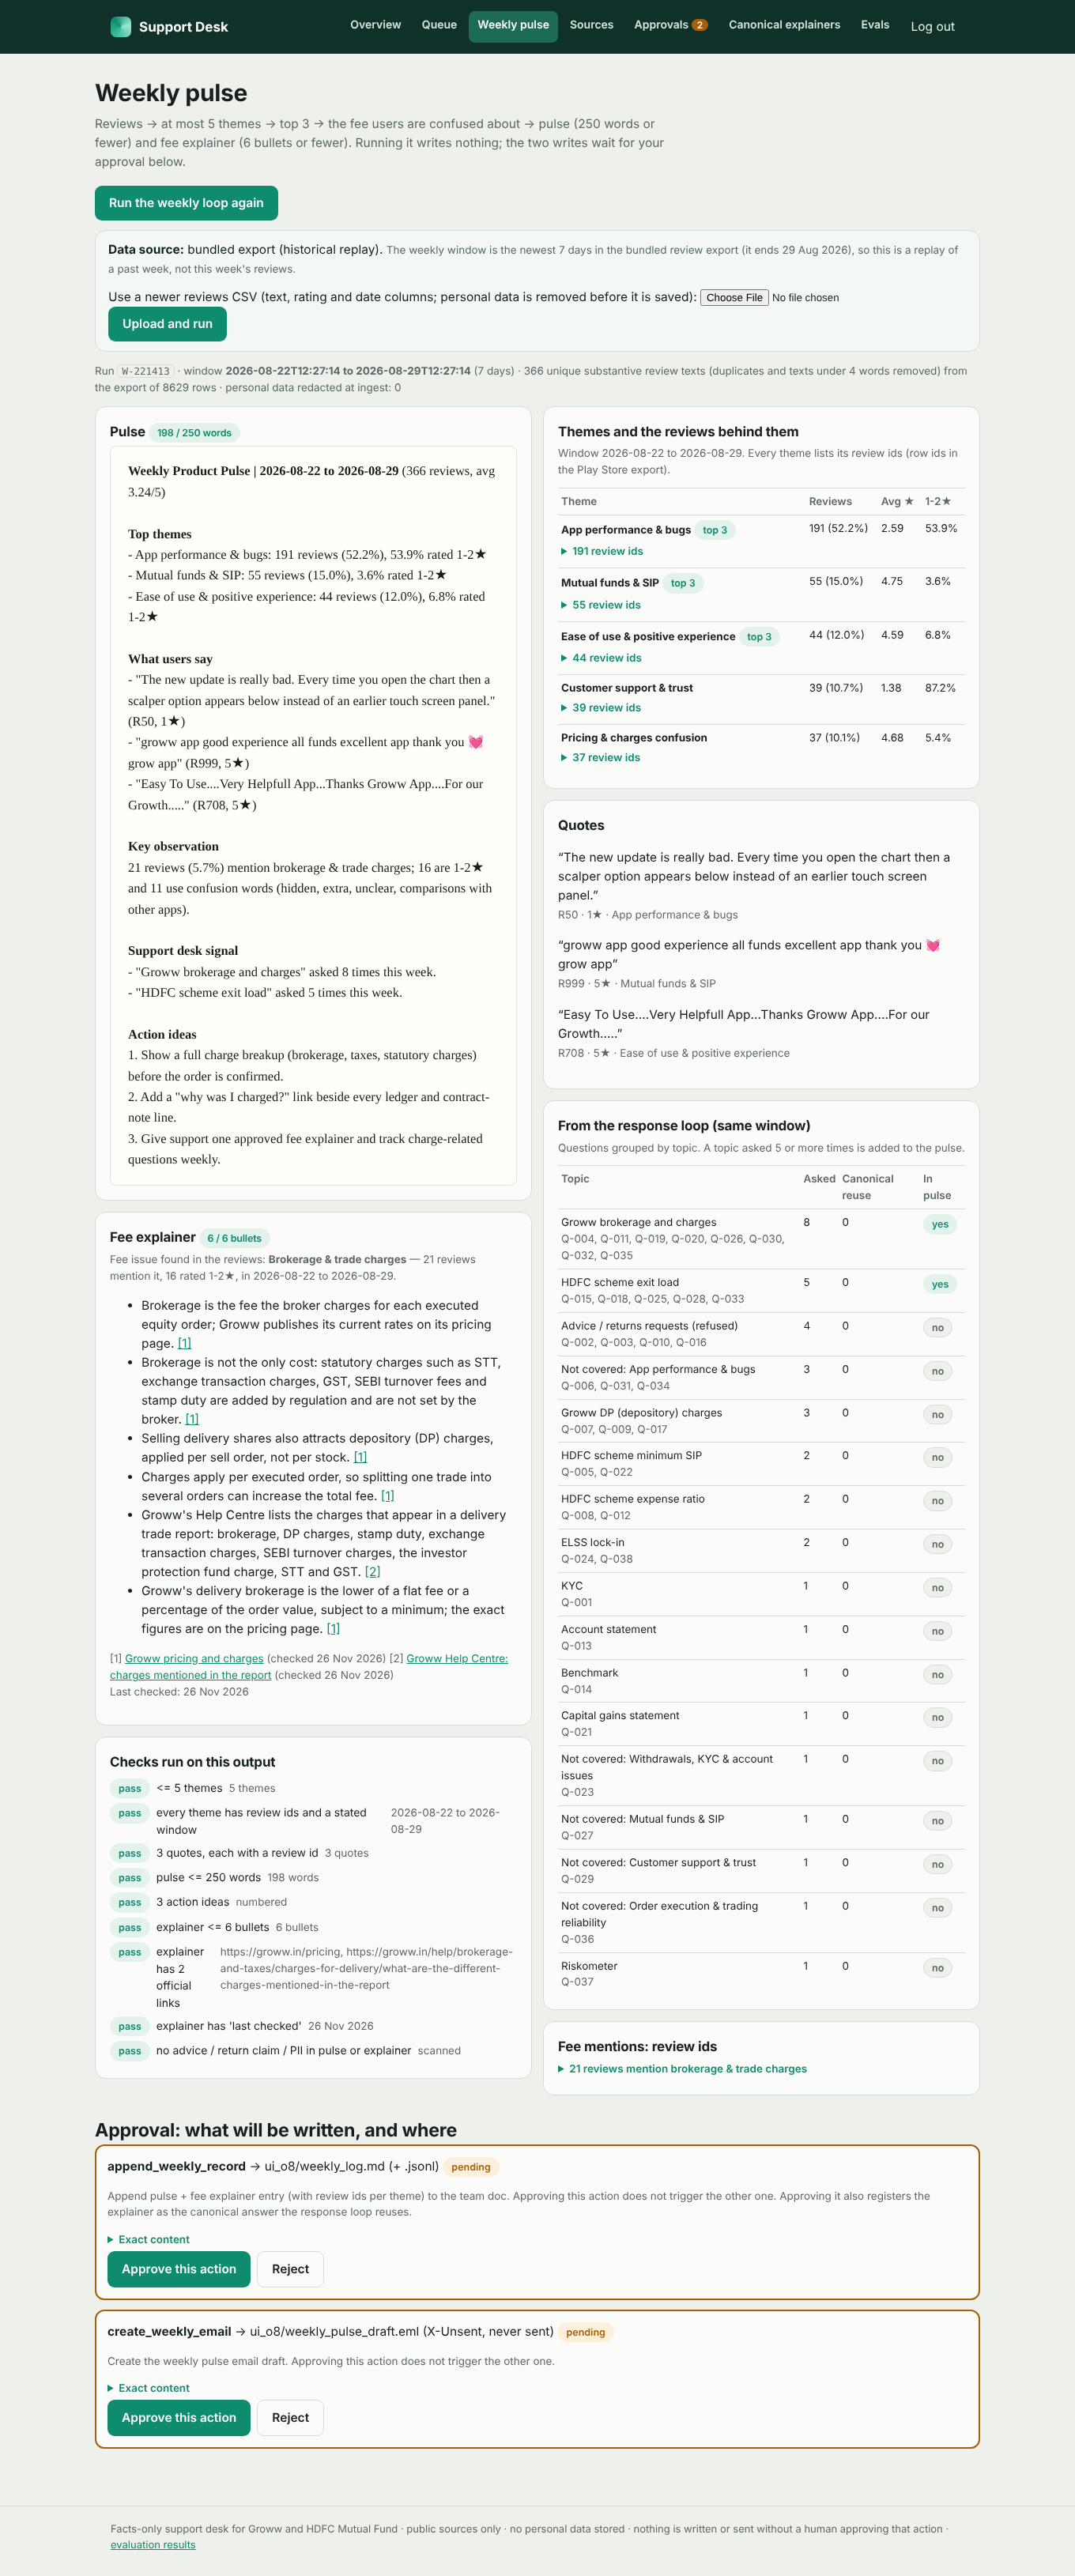 Support Desk
Overview
Queue
Weekly pulse
Sources
Approvals 2
Canonical explainers
Evals
Log out
Weekly pulse
Reviews → at most 5 themes → top 3 → the fee users are confused about → pulse (250 words or
fewer) and fee explainer (6 bullets or fewer). Running it writes nothing; the two writes wait for your
approval below.
Run the weekly loop again
Data source: bundled export (historical replay). The weekly window is the newest 7 days in the bundled review export (it ends 29 Aug 2026), so this is a replay of
a past week, not this week's reviews.
Use a newer reviews CSV (text, rating and date columns; personal data is removed before it is saved): Choose File No file chosen
Upload and run
Run W-221413 · window 2026-08-22T12:27:14 to 2026-08-29T12:27:14 (7 days) · 366 unique substantive review texts (duplicates and texts under 4 words removed) from
the export of 8629 rows · personal data redacted at ingest: 0
Pulse 198 / 250 words
Weekly Product Pulse | 2026-08-22 to 2026-08-29 (366 reviews, avg
3.24/5)
Top themes
- App performance & bugs: 191 reviews (52.2%), 53.9% rated 1-2★
- Mutual funds & SIP: 55 reviews (15.0%), 3.6% rated 1-2★
- Ease of use & positive experience: 44 reviews (12.0%), 6.8% rated
1-2★
What users say
- "The new update is really bad. Every time you open the chart then a
scalper option appears below instead of an earlier touch screen panel."
(R50, 1★)
- "groww app good experience all funds excellent app thank you 💓
grow app" (R999, 5★)
- "Easy To Use....Very Helpfull App...Thanks Groww App....For our
Growth....." (R708, 5★)
Key observation
21 reviews (5.7%) mention brokerage & trade charges; 16 are 1-2★
and 11 use confusion words (hidden, extra, unclear, comparisons with
other apps).
Support desk signal
- "Groww brokerage and charges" asked 8 times this week.
- "HDFC scheme exit load" asked 5 times this week.
Action ideas
1. Show a full charge breakup (brokerage, taxes, statutory charges)
before the order is confirmed.
2. Add a "why was I charged?" link beside every ledger and contract-
note line.
3. Give support one approved fee explainer and track charge-related
questions weekly.
Fee explainer 6 / 6 bullets
Fee issue found in the reviews: Brokerage & trade charges — 21 reviews
mention it, 16 rated 1-2★, in 2026-08-22 to 2026-08-29.
• Brokerage is the fee the broker charges for each executed
equity order; Groww publishes its current rates on its pricing
page. [1]
• Brokerage is not the only cost: statutory charges such as STT,
exchange transaction charges, GST, SEBI turnover fees and
stamp duty are added by regulation and are not set by the
broker. [1]
• Selling delivery shares also attracts depository (DP) charges,
applied per sell order, not per stock. [1]
• Charges apply per executed order, so splitting one trade into
several orders can increase the total fee. [1]
• Groww's Help Centre lists the charges that appear in a delivery
trade report: brokerage, DP charges, stamp duty, exchange
transaction charges, SEBI turnover charges, the investor
protection fund charge, STT and GST. [2]
• Groww's delivery brokerage is the lower of a flat fee or a
percentage of the order value, subject to a minimum; the exact
figures are on the pricing page. [1]
[1] Groww pricing and charges (checked 26 Nov 2026) [2] Groww Help Centre:
charges mentioned in the report (checked 26 Nov 2026)
Last checked: 26 Nov 2026
Checks run on this output
pass <= 5 themes 5 themes
pass every theme has review ids and a stated 2026-08-22 to 2026-
window 08-29
pass 3 quotes, each with a review id 3 quotes
pass pulse <= 250 words 198 words
pass 3 action ideas numbered
pass explainer <= 6 bullets 6 bullets
pass explainer https://groww.in/pricing, https://groww.in/help/brokerage-
has 2 and-taxes/charges-for-delivery/what-are-the-different-
official charges-mentioned-in-the-report
links
pass explainer has 'last checked' 26 Nov 2026
pass no advice / return claim / PII in pulse or explainer scanned
Themes and the reviews behind them
Window 2026-08-22 to 2026-08-29. Every theme lists its review ids (row ids in
the Play Store export).
Theme Reviews Avg ★ 1-2★
App performance & bugs top 3 191 (52.2%) 2.59 53.9%
▶ 191 review ids
Mutual funds & SIP top 3 55 (15.0%) 4.75 3.6%
▶ 55 review ids
Ease of use & positive experience top 3 44 (12.0%) 4.59 6.8%
▶ 44 review ids
Customer support & trust 39 (10.7%) 1.38 87.2%
▶ 39 review ids
Pricing & charges confusion 37 (10.1%) 4.68 5.4%
▶ 37 review ids
Quotes
“The new update is really bad. Every time you open the chart then a
scalper option appears below instead of an earlier touch screen
panel.”
R50 · 1★ · App performance & bugs
“groww app good experience all funds excellent app thank you 💓
grow app”
R999 · 5★ · Mutual funds & SIP
“Easy To Use....Very Helpfull App...Thanks Groww App....For our
Growth.....”
R708 · 5★ · Ease of use & positive experience
From the response loop (same window)
Questions grouped by topic. A topic asked 5 or more times is added to the pulse.
Topic Asked Canonical In
reuse pulse
Groww brokerage and charges 8 0 yes
Q-004, Q-011, Q-019, Q-020, Q-026, Q-030,
Q-032, Q-035
HDFC scheme exit load 5 0 yes
Q-015, Q-018, Q-025, Q-028, Q-033
Advice / returns requests (refused) 4 0 no
Q-002, Q-003, Q-010, Q-016
Not covered: App performance & bugs 3 0 no
Q-006, Q-031, Q-034
Groww DP (depository) charges 3 0 no
Q-007, Q-009, Q-017
HDFC scheme minimum SIP 2 0 no
Q-005, Q-022
HDFC scheme expense ratio 2 0 no
Q-008, Q-012
ELSS lock-in 2 0 no
Q-024, Q-038
KYC 1 0 no
Q-001
Account statement 1 0 no
Q-013
Benchmark 1 0 no
Q-014
Capital gains statement 1 0 no
Q-021
Not covered: Withdrawals, KYC & account 1 0 no
issues
Q-023
Not covered: Mutual funds & SIP 1 0 no
Q-027
Not covered: Customer support & trust 1 0 no
Q-029
Not covered: Order execution & trading 1 0 no
reliability
Q-036
Riskometer 1 0 no
Q-037
Fee mentions: review ids
▶ 21 reviews mention brokerage & trade charges
Approval: what will be written, and where
append_weekly_record → ui_o8/weekly_log.md (+ .jsonl) pending
Append pulse + fee explainer entry (with review ids per theme) to the team doc. Approving this action does not trigger the other one. Approving it also registers the
explainer as the canonical answer the response loop reuses.
▶ Exact content
Approve this action
Reject
create_weekly_email → ui_o8/weekly_pulse_draft.eml (X-Unsent, never sent) pending
Create the weekly pulse email draft. Approving this action does not trigger the other one.
▶ Exact content
Approve this action
Reject
Facts-only support desk for Groww and HDFC Mutual Fund · public sources only · no personal data stored · nothing is written or sent without a human approving that action ·
evaluation results